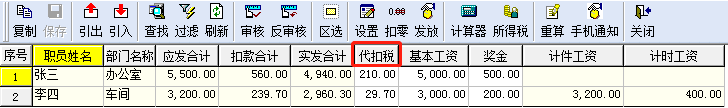 复制 保存 引出 引入 查找 过滤 刷新 审核 反审核 区选 设置 扣零 发放 计算器 所得税 重算 手机通知 关闭
序号 职员姓名 部门名称 应发合计 扣款合计 实发合计 代扣税 基本工资 奖金 计件工资 计时工资
1 张三 办公室 5,500.00 560.00 4,940.00 210.00 5,000.00 500.00
2 李四 车间 3,200.00 239.70 2,960.30 29.70 3,000.00 200.00 3,200.00 400.00